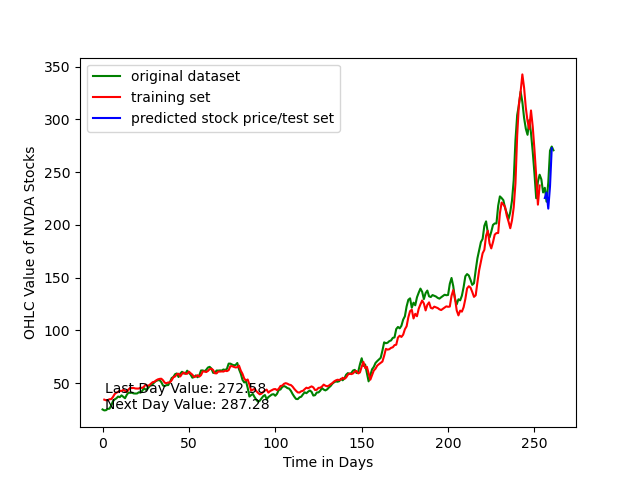 350
300
250
200
150
100
50
OHLC Value of NVDA Stocks
original dataset
training set
predicted stock price/test set
Last Day Value: 272.58
Next Day Value: 287.28
0 50 100 150 200 250
Time in Days